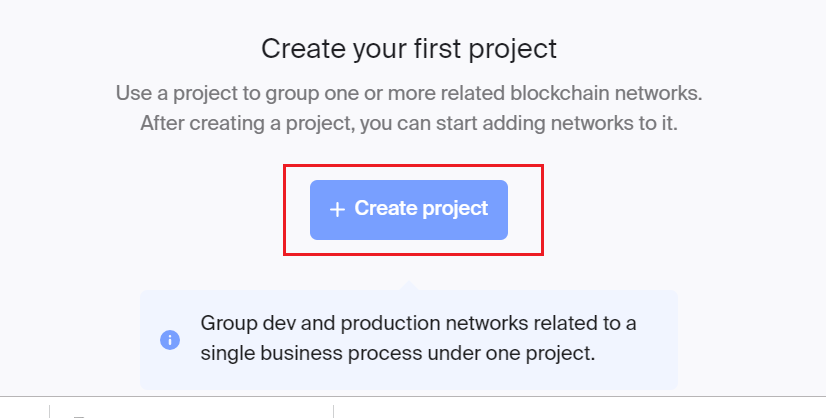 Create your first project
Use a project to group one or more related blockchain networks.
After creating a project, you can start adding networks to it.
+ Create project
Group dev and production networks related to a
single business process under one project.